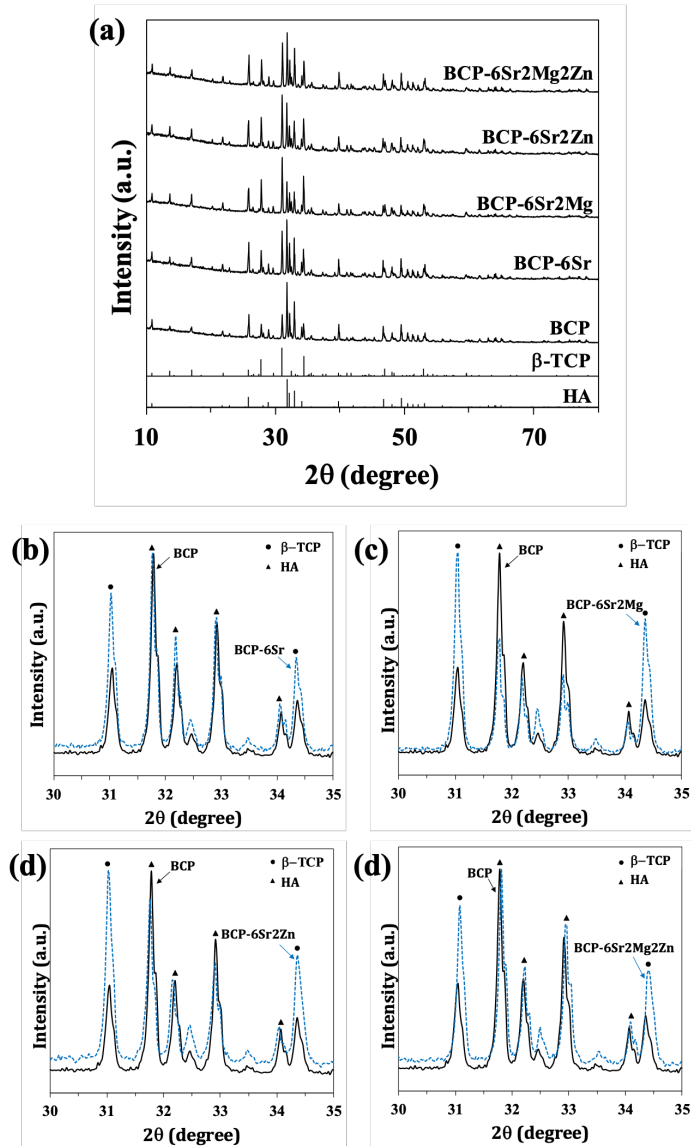 (a)
BCP-6Sr2Mg2Zn
BCP-6Sr2Zn
BCP-6Sr2Mg
BCP-6Sr
BCP
β-TCP
HA
Intensity (a.u.)
10 30 50 70
2θ (degree)
(b)
BCP
● β−TCP
▲ HA
BCP-6Sr
Intensity (a.u.)
30 31 32 33 34 35
2θ (degree)
(c)
BCP
● β−TCP
▲ HA
BCP-6Sr2Mg
Intensity (a.u.)
30 31 32 33 34 35
2θ (degree)
(d)
BCP
● β−TCP
▲ HA
BCP-6Sr2Zn
Intensity (a.u.)
30 31 32 33 34 35
2θ (degree)
(d)
BCP
● β−TCP
▲ HA
BCP-6Sr2Mg2Zn
Intensity (a.u.)
30 31 32 33 34 35
2θ (degree)